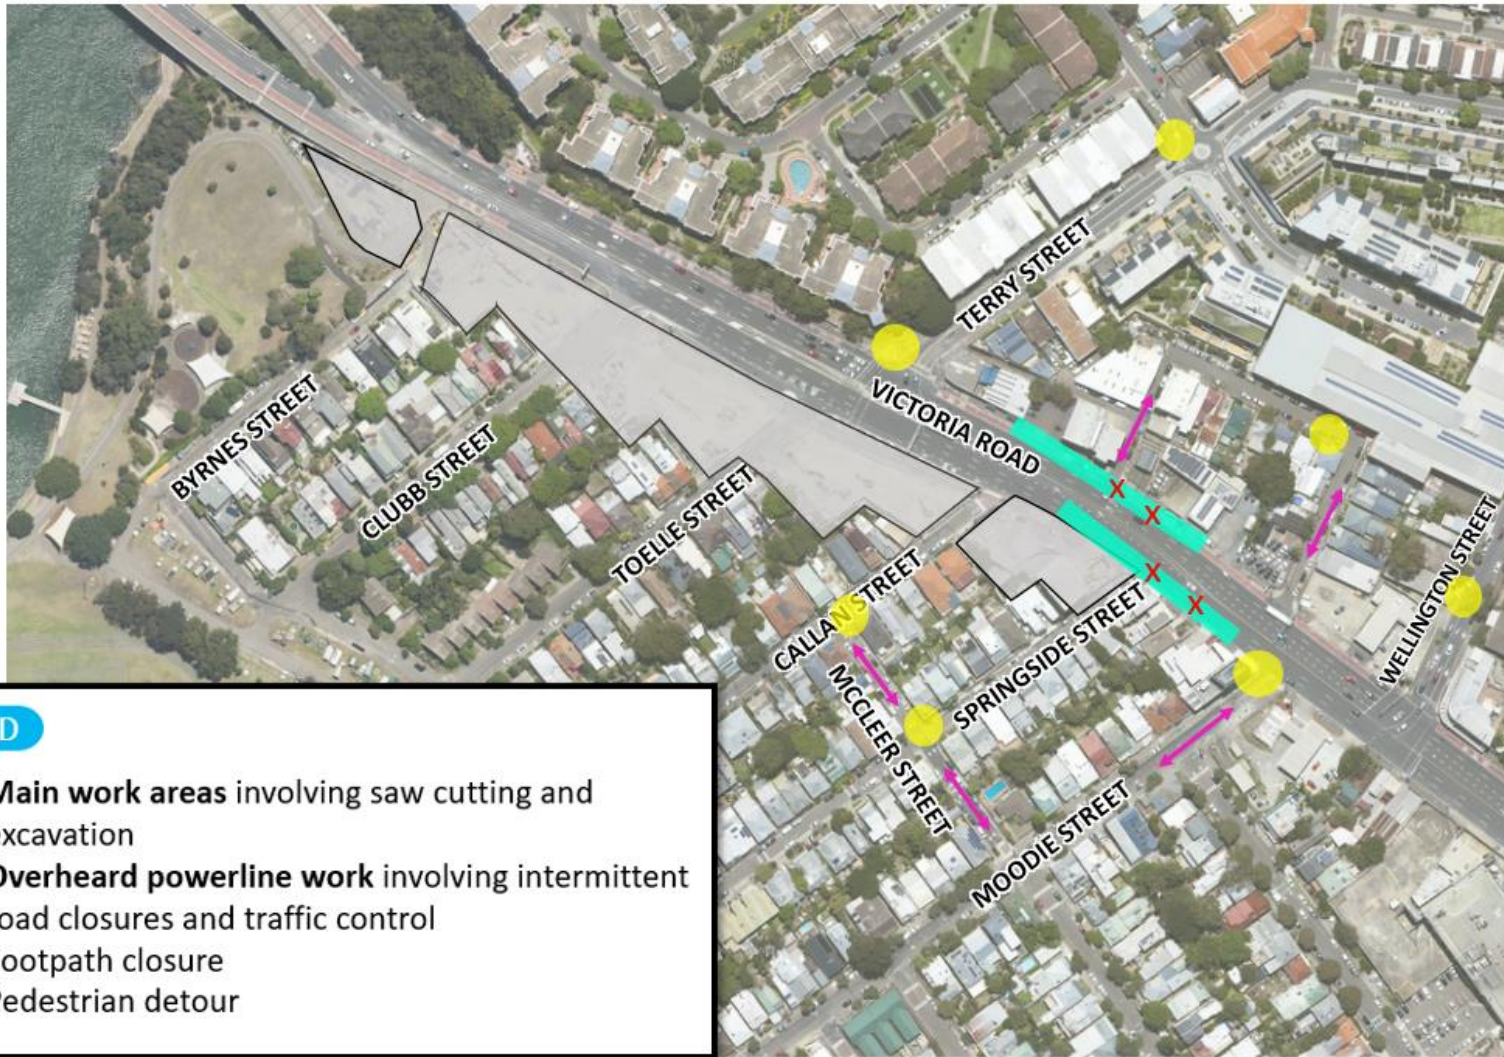 TERRY STREET
VICTORIA ROAD
BYRNES STREET
CLUBB STREET
TOELLE STREET
CALLAN STREET
SPRINGSIDE STREET
WELLINGTON STREET
MCCLEER STREET
MOODIE STREET
X
X
X
X
D
Main work areas involving saw cutting and
xcavation
Overheard powerline work involving intermittent
oad closures and traffic control
ootpath closure
Pedestrian detour